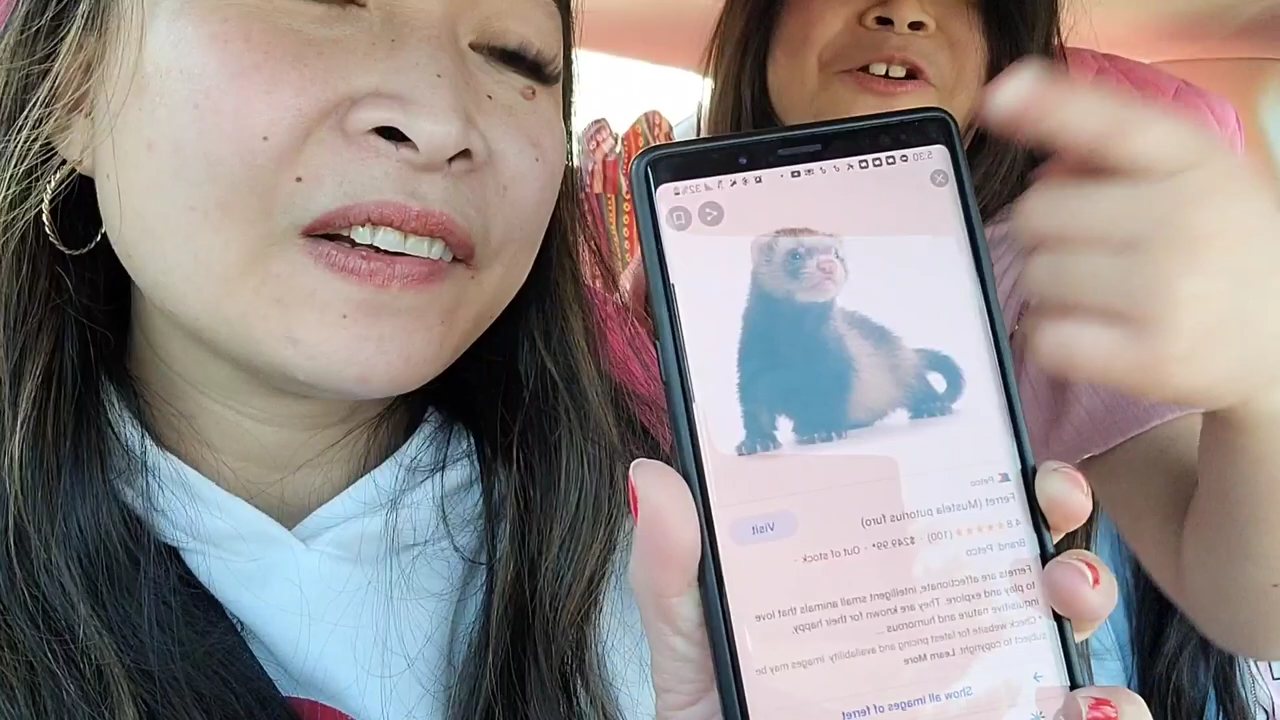 5:30
32%
Petco
Ferret (Mustela putorius furo)
4.8 (100) · $249.99* · Out of stock
Brand: Petco
Visit
Ferrets are affectionate, intelligent small animals that love
to play and explore. They are known for their happy,
inquisitive nature and humorous ...
* Check website for latest pricing and availability. Images may be
subject to copyright. Learn More
Show all images of ferret